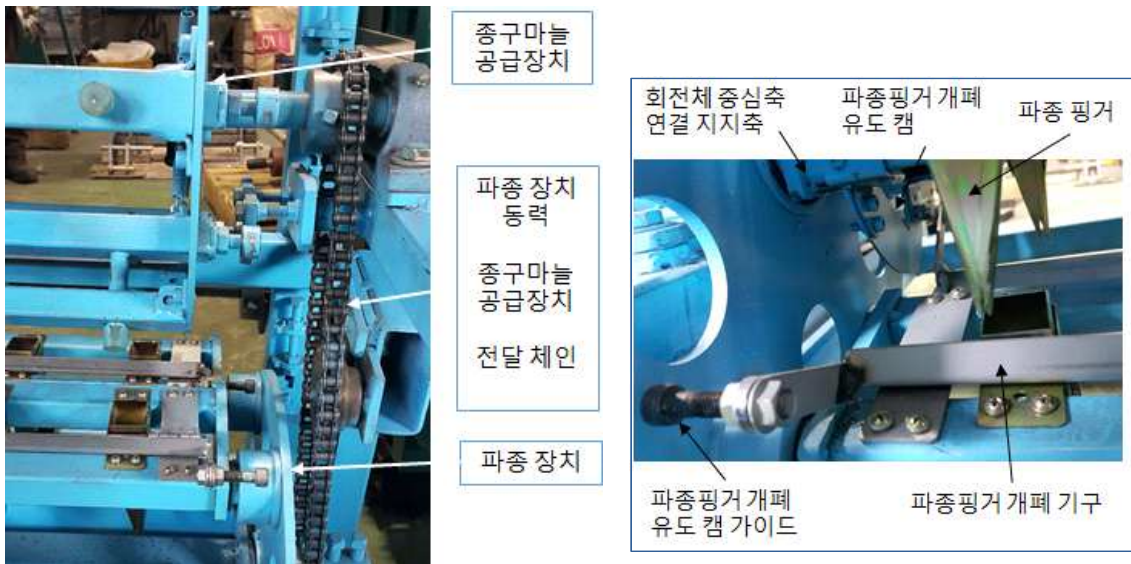 종구마늘
공급장치
파종 장치
동력
종구마늘
공급장치
전달 체인
파종 장치
회전체 중심축
연결 지지축
파종핑거 개폐
유도 캠
파종 핑거
파종핑거 개폐
유도 캠 가이드
파종핑거 개폐 기구